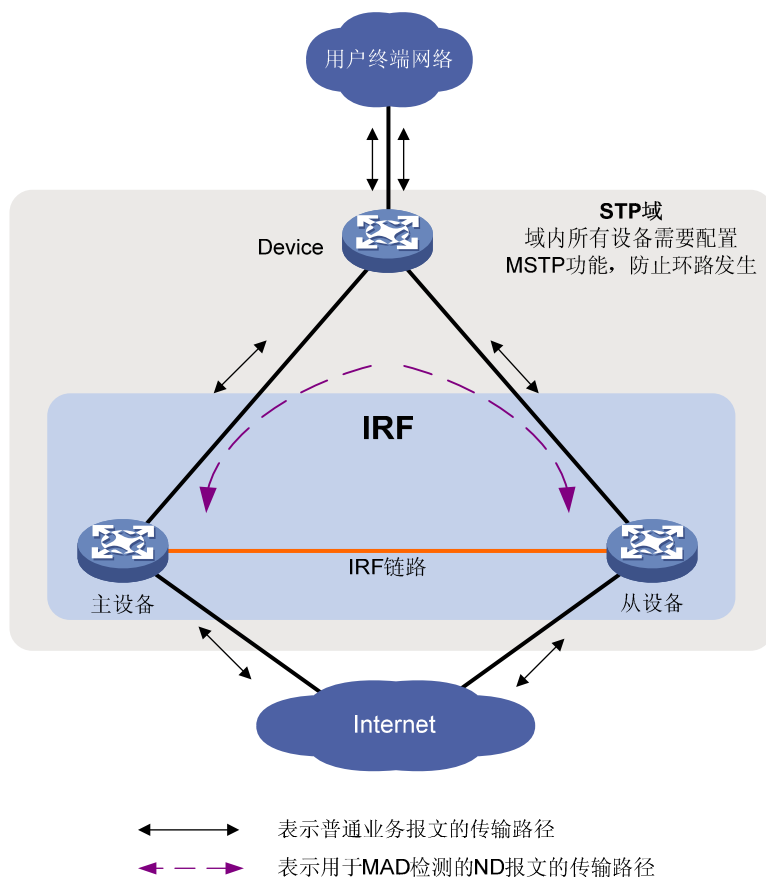 用户终端网络
STP域
域内所有设备需要配置
MSTP功能，防止环路发生
Device
IRF
IRF链路
主设备
从设备
Internet
表示普通业务报文的传输路径
表示用于MAD检测的ND报文的传输路径